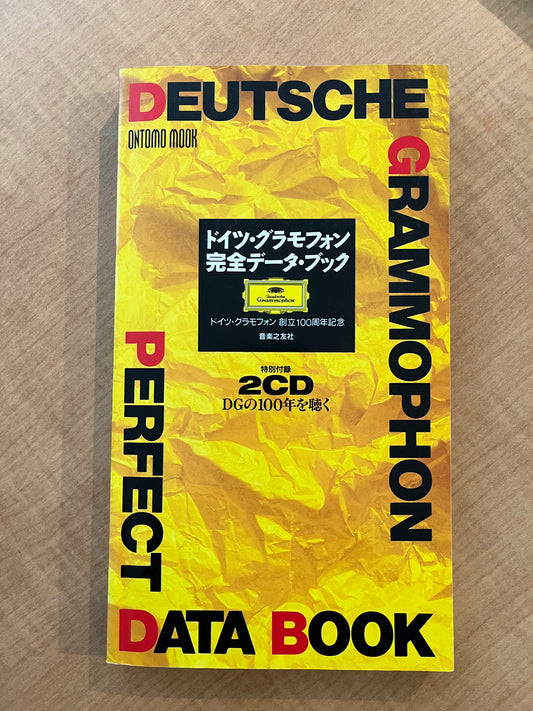 DEUTSCHE
GRAMMOPHON
ONTOMO MOOK
ドイツ・グラモフォン
完全データ・ブック
Deutsche
Grammophon
ドイツ・グラモフォン 創立100周年記念
音楽之友社
特別付録
2CD
DGの100年を聴く
PERFECT
DATA BOOK